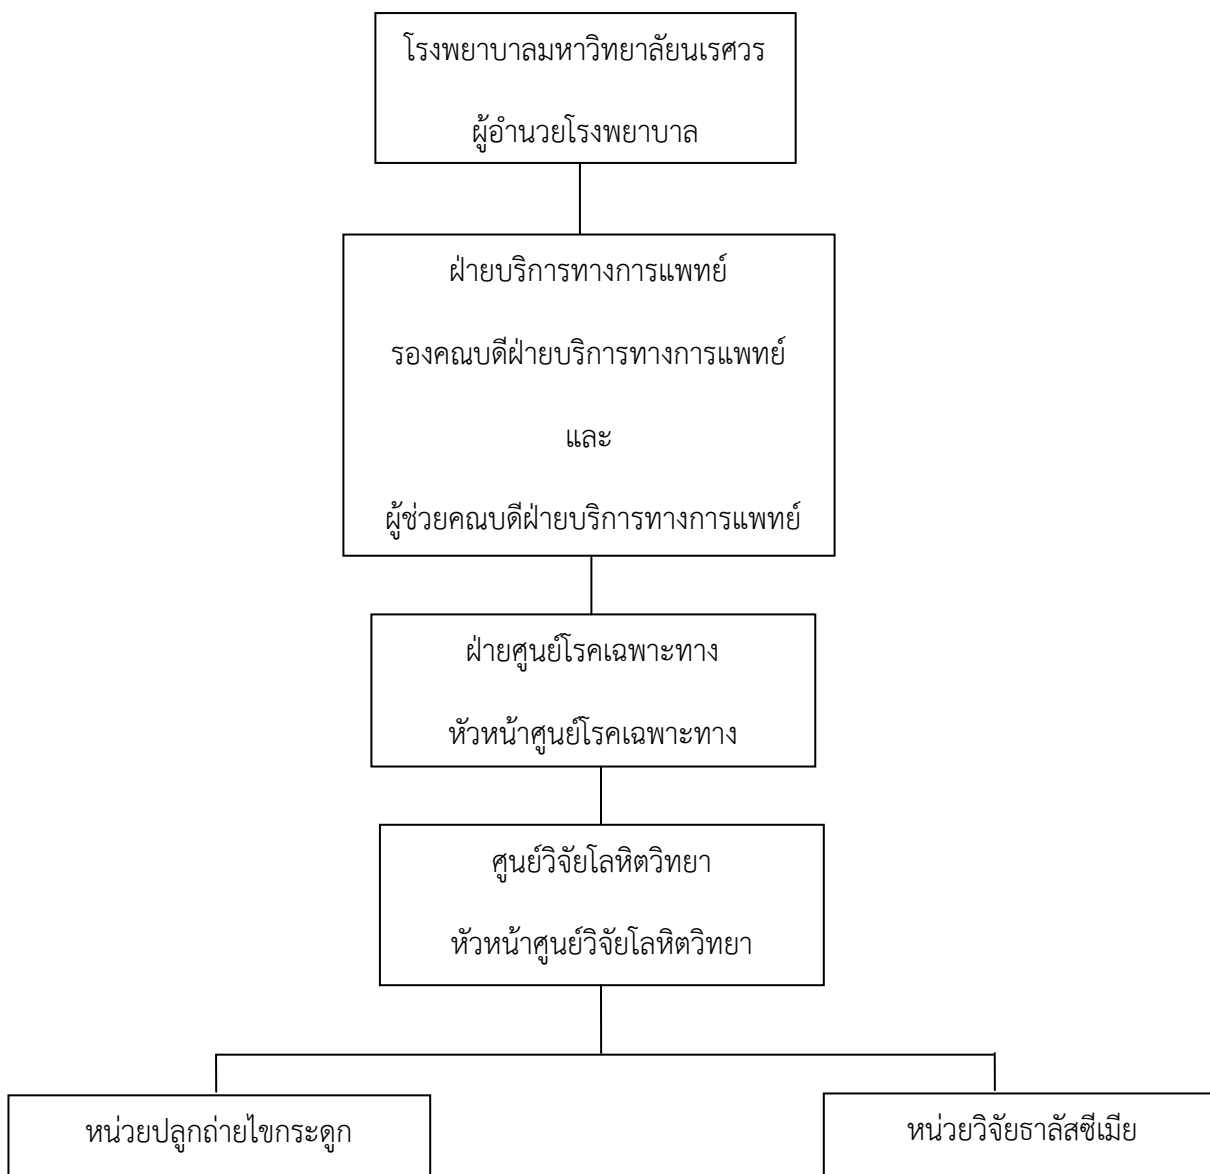 โรงพยาบาลมหาวิทยาลัยนเรศวร
ผู้อำนวยโรงพยาบาล
ฝ่ายบริการทางการแพทย์
รองคณบดีฝ่ายบริการทางการแพทย์
และ
ผู้ช่วยคณบดีฝ่ายบริการทางการแพทย์
ฝ่ายศูนย์โรคเฉพาะทาง
หัวหน้าศูนย์โรคเฉพาะทาง
ศูนย์วิจัยโลหิตวิทยา
หัวหน้าศูนย์วิจัยโลหิตวิทยา
หน่วยปลูกถ่ายไขกระดูก
หน่วยวิจัยธาลัสซีเมีย